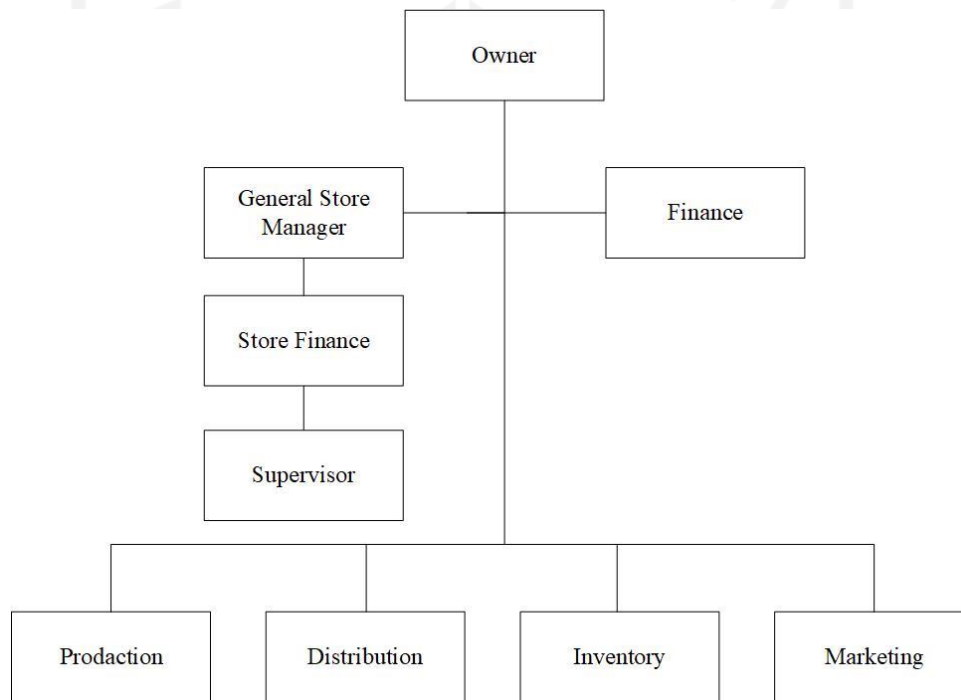 Owner
General Store
Manager
Finance
Store Finance
Supervisor
Prodaction
Distribution
Inventory
Marketing